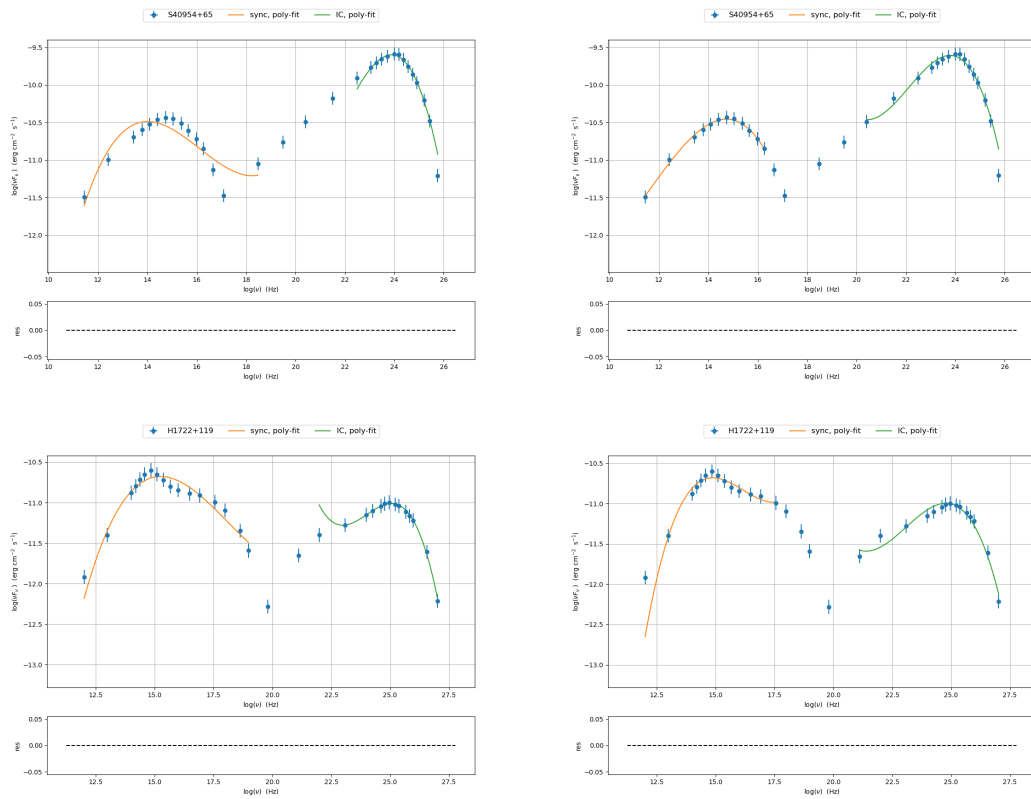 S40954+65 sync, poly-fit IC, poly-fit
−9.5
−10.0
−10.5
−11.0
−11.5
−12.0
log(νFν) (erg cm⁻² s⁻¹)
10 12 14 16 18 20 22 24 26
log(ν) (Hz)
0.05
0.00
−0.05
res
10 12 14 16 18 20 22 24 26
log(ν) (Hz)
S40954+65 sync, poly-fit IC, poly-fit
−9.5
−10.0
−10.5
−11.0
−11.5
−12.0
log(νFν) (erg cm⁻² s⁻¹)
10 12 14 16 18 20 22 24 26
log(ν) (Hz)
0.05
0.00
−0.05
res
10 12 14 16 18 20 22 24 26
log(ν) (Hz)
H1722+119 sync, poly-fit IC, poly-fit
−10.5
−11.0
−11.5
−12.0
−12.5
−13.0
log(νFν) (erg cm⁻² s⁻¹)
12.5 15.0 17.5 20.0 22.5 25.0 27.5
log(ν) (Hz)
0.05
0.00
−0.05
res
12.5 15.0 17.5 20.0 22.5 25.0 27.5
log(ν) (Hz)
H1722+119 sync, poly-fit IC, poly-fit
−10.5
−11.0
−11.5
−12.0
−12.5
−13.0
log(νFν) (erg cm⁻² s⁻¹)
12.5 15.0 17.5 20.0 22.5 25.0 27.5
log(ν) (Hz)
0.05
0.00
−0.05
res
12.5 15.0 17.5 20.0 22.5 25.0 27.5
log(ν) (Hz)